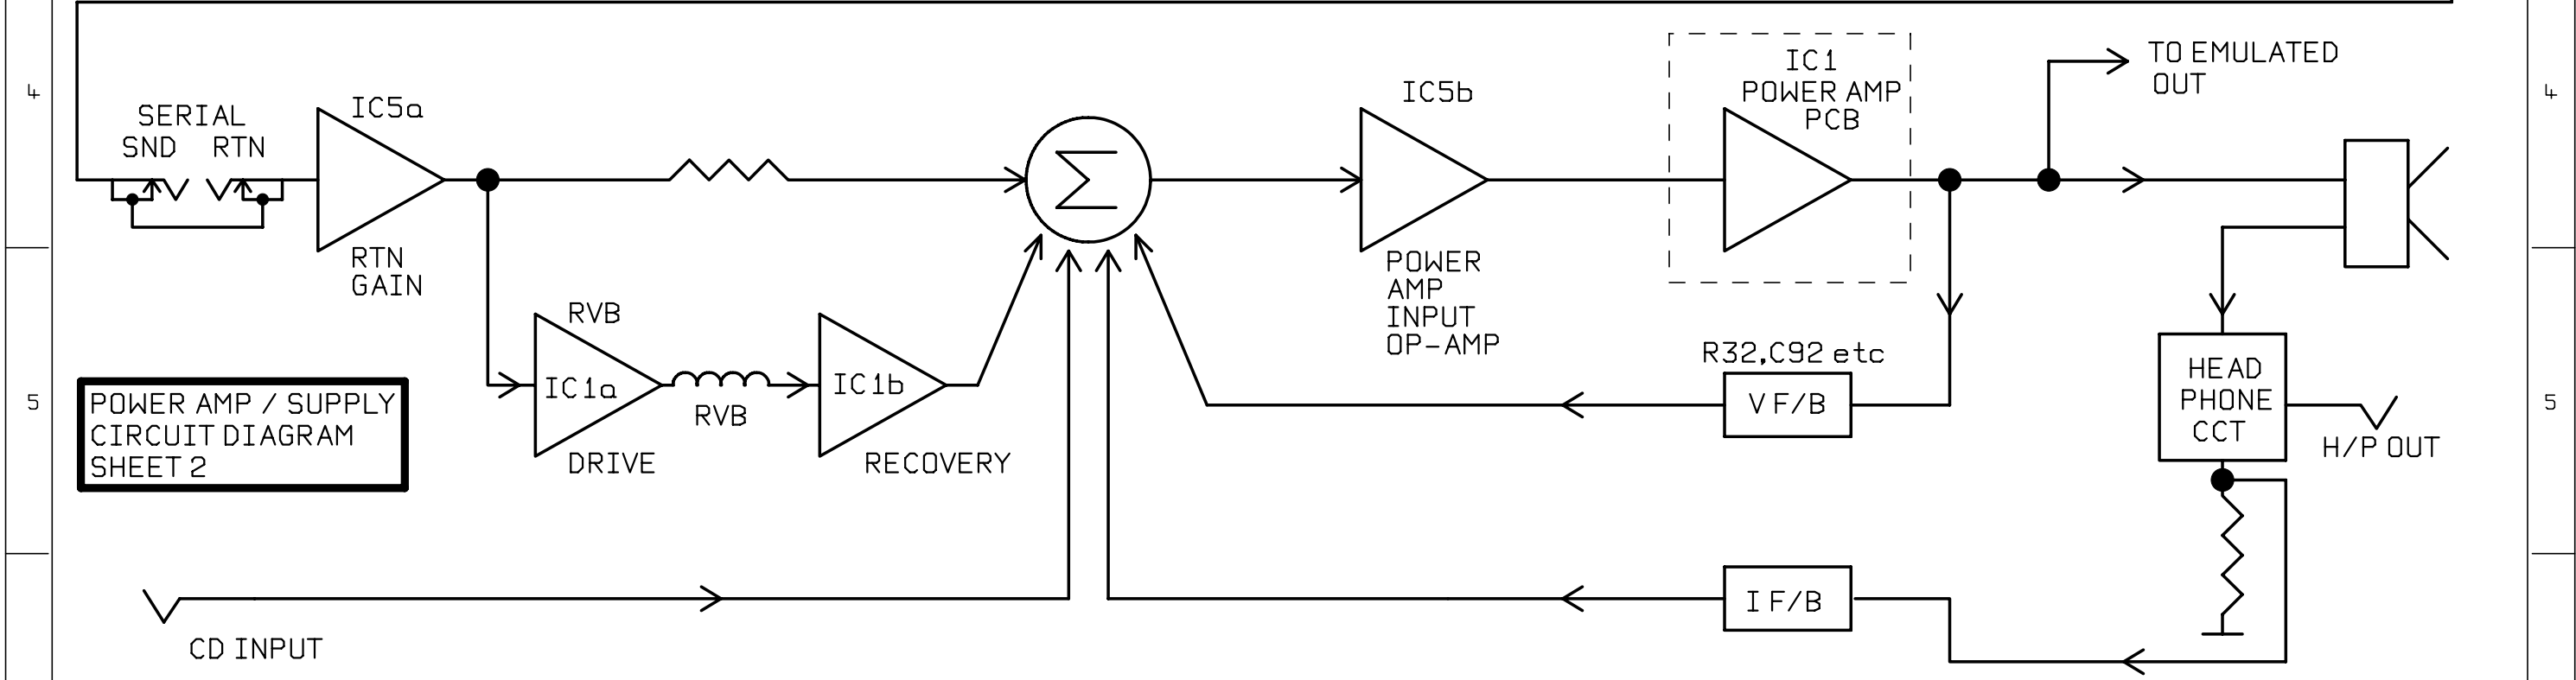 4
SERIAL
SND RTN
IC5a
RTN
GAIN
Σ
IC5b
POWER
AMP
INPUT
OP-AMP
IC1
POWER AMP
PCB
TO EMULATED
OUT
4
RVB
IC1a
DRIVE
RVB
IC1b
RECOVERY
R32,C92 etc
V F/B
HEAD
PHONE
CCT
H/P OUT
5
POWER AMP / SUPPLY
CIRCUIT DIAGRAM
SHEET 2
5
CD INPUT
I F/B